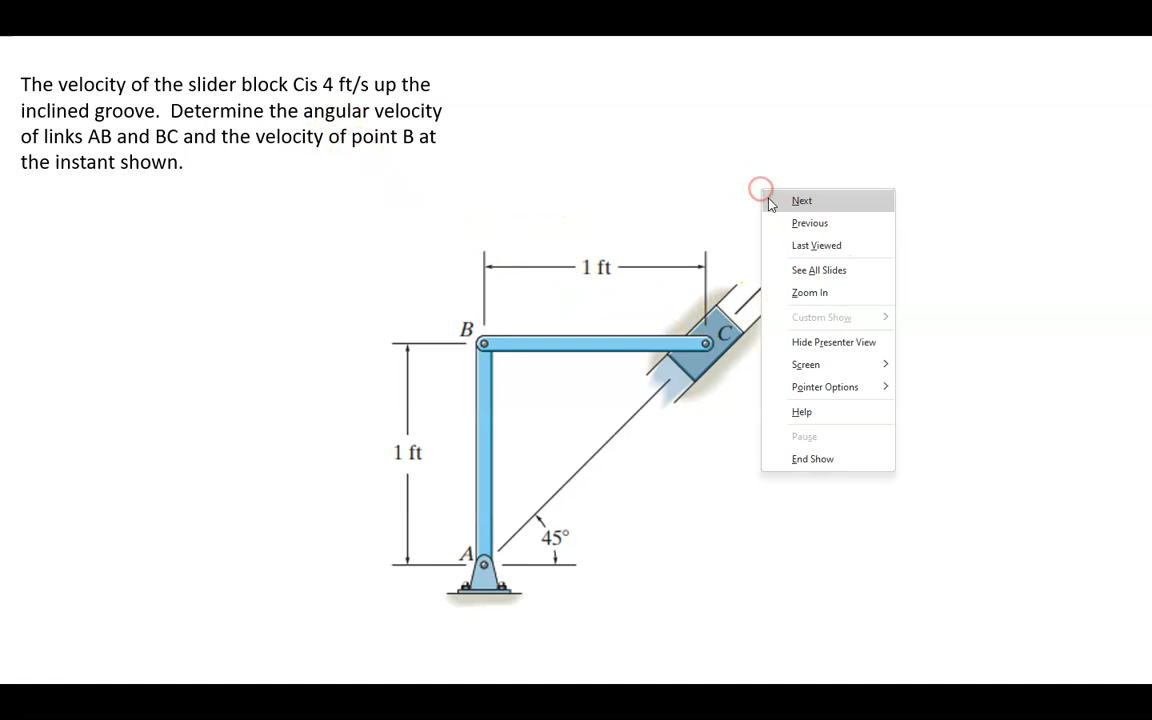 The velocity of the slider block Cis 4 ft/s up the
inclined groove.  Determine the angular velocity
of links AB and BC and the velocity of point B at
the instant shown.
Next
Previous
Last Viewed
See All Slides
Zoom In
Custom Show
Hide Presenter View
Screen
Pointer Options
Help
Pause
End Show
1 ft
B
C
1 ft
45°
A